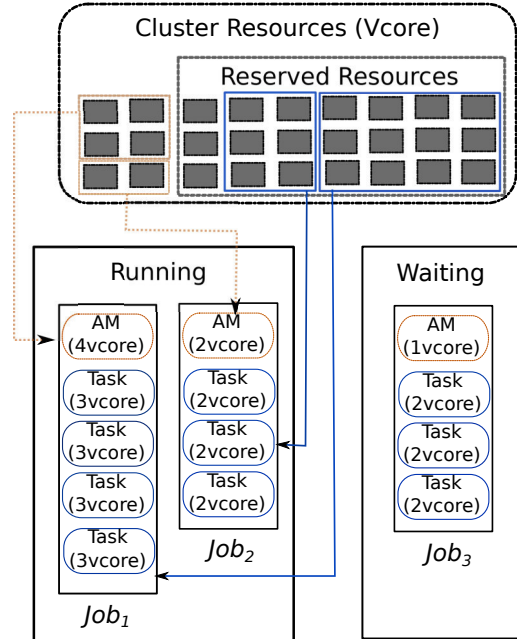 Cluster Resources (Vcore)
Reserved Resources
Running
AM
(4vcore)
Task
(3vcore)
Task
(3vcore)
Task
(3vcore)
Task
(3vcore)
Job1
AM
(2vcore)
Task
(2vcore)
Task
(2vcore)
Task
(2vcore)
Job2
Waiting
AM
(1vcore)
Task
(2vcore)
Task
(2vcore)
Task
(2vcore)
Job3